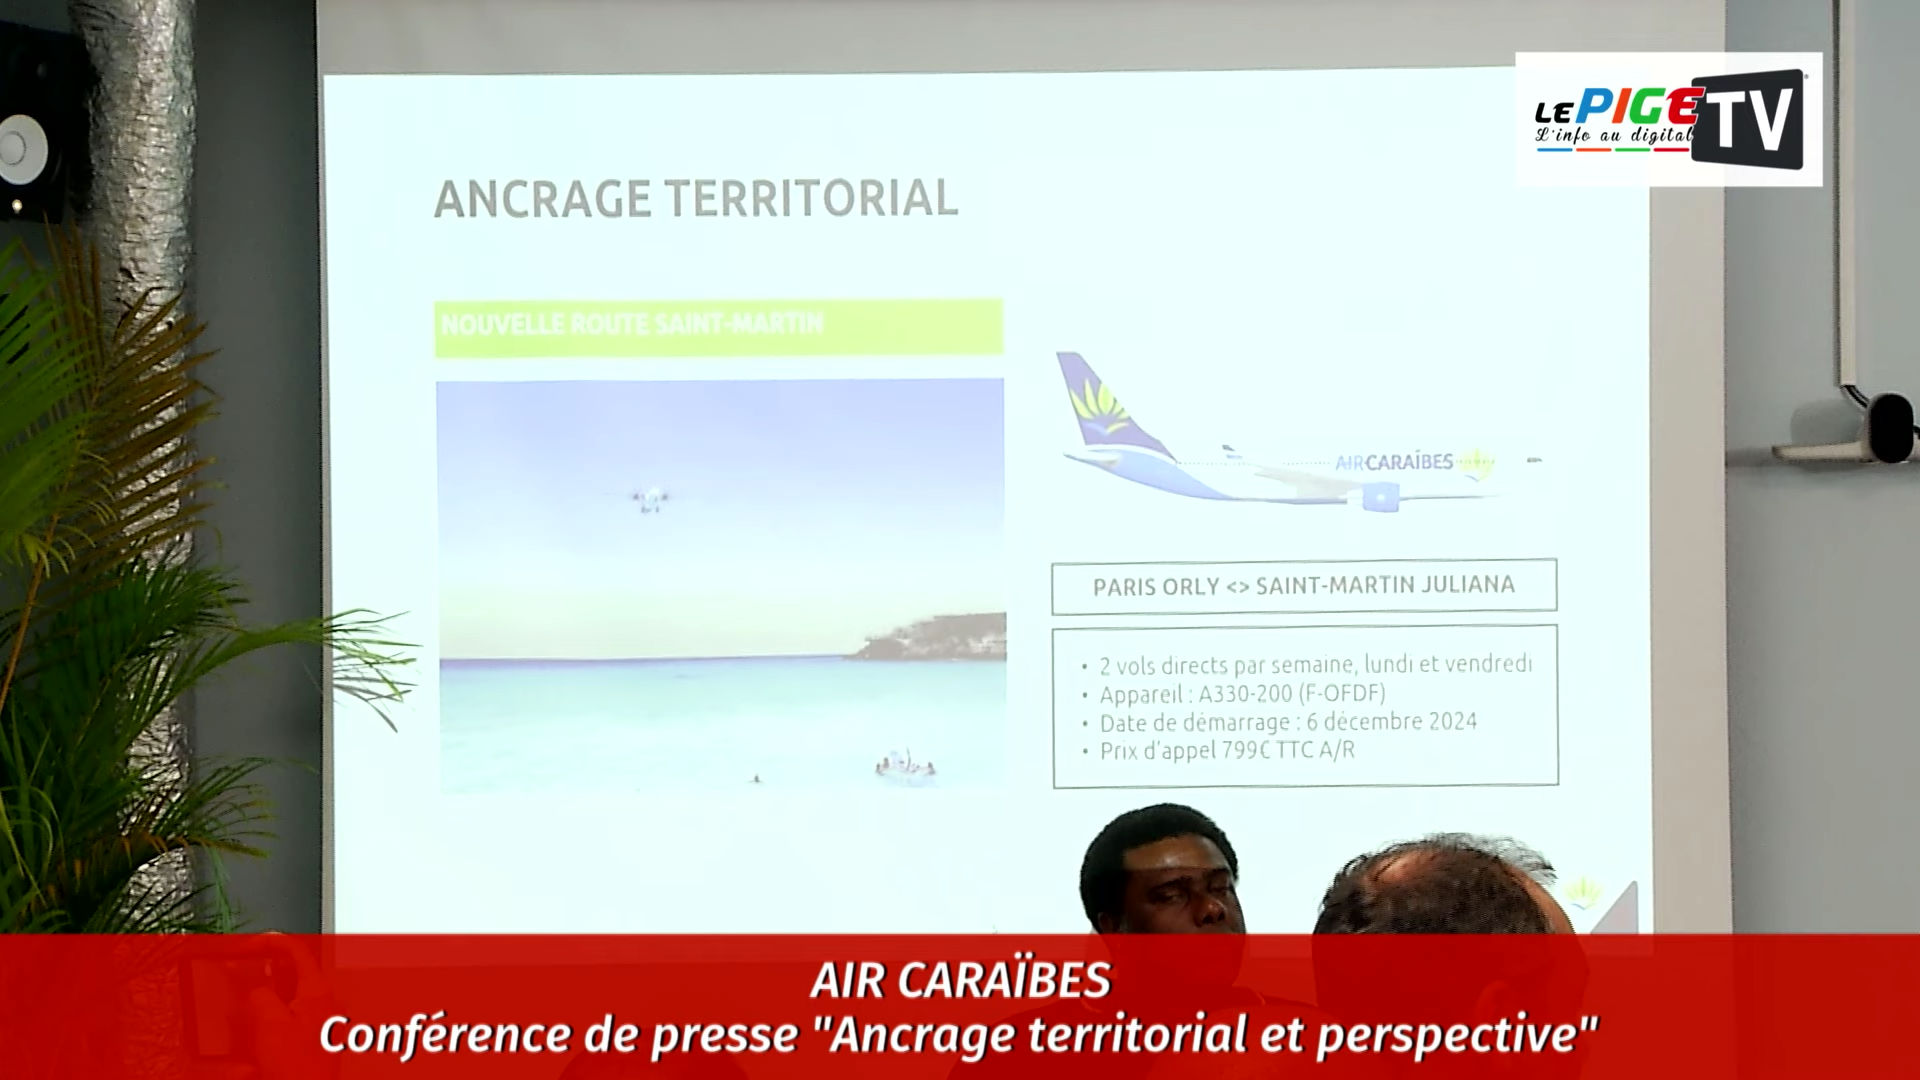 LE PIGE TV
L'info au digital
ANCRAGE TERRITORIAL
NOUVELLE ROUTE SAINT-MARTIN
AIR CARAÏBES
PARIS ORLY <> SAINT-MARTIN JULIANA
• 2 vols directs par semaine, lundi et vendredi
• Appareil : A330-200 (F-OFDF)
• Date de démarrage : 6 décembre 2024
• Prix d'appel 799€ TTC A/R
AIR CARAÏBES
Conférence de presse "Ancrage territorial et perspective"